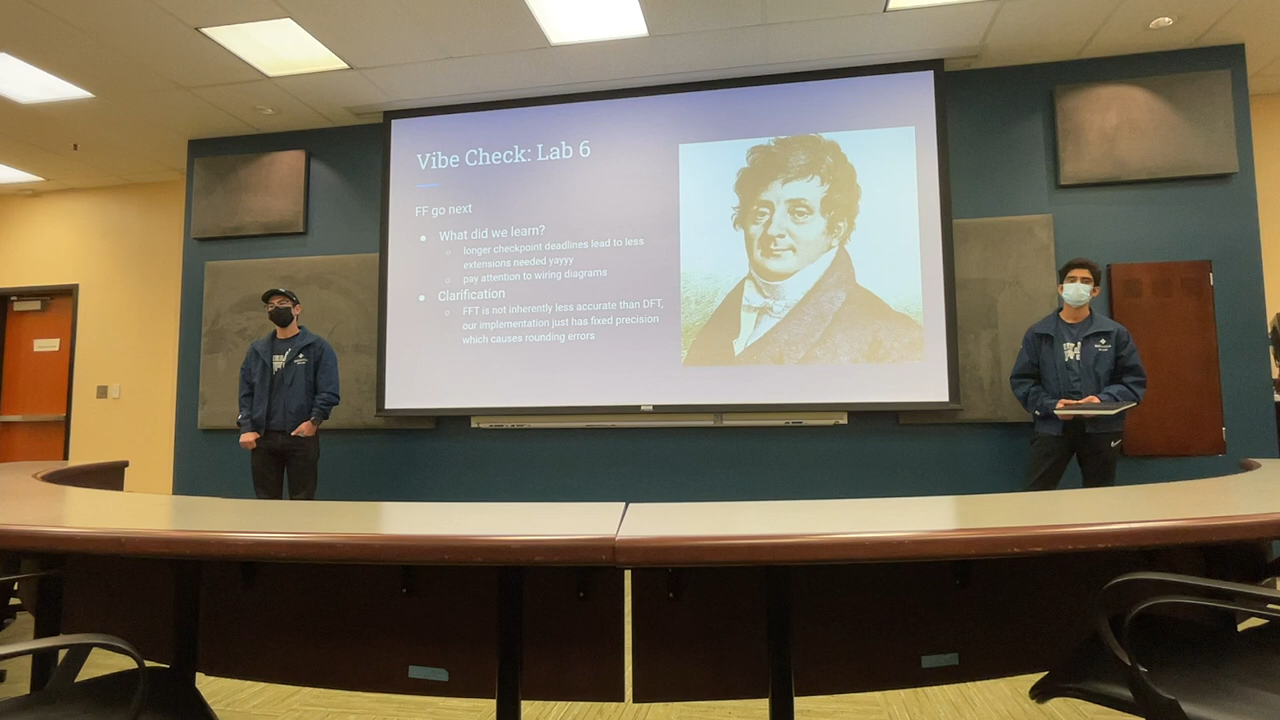 Vibe Check: Lab 6
FF go next
What did we learn?
longer checkpoint deadlines lead to less
extensions needed yayyy
pay attention to wiring diagrams
Clarification
FFT is not inherently less accurate than DFT,
our implementation just has fixed precision
which causes rounding errors